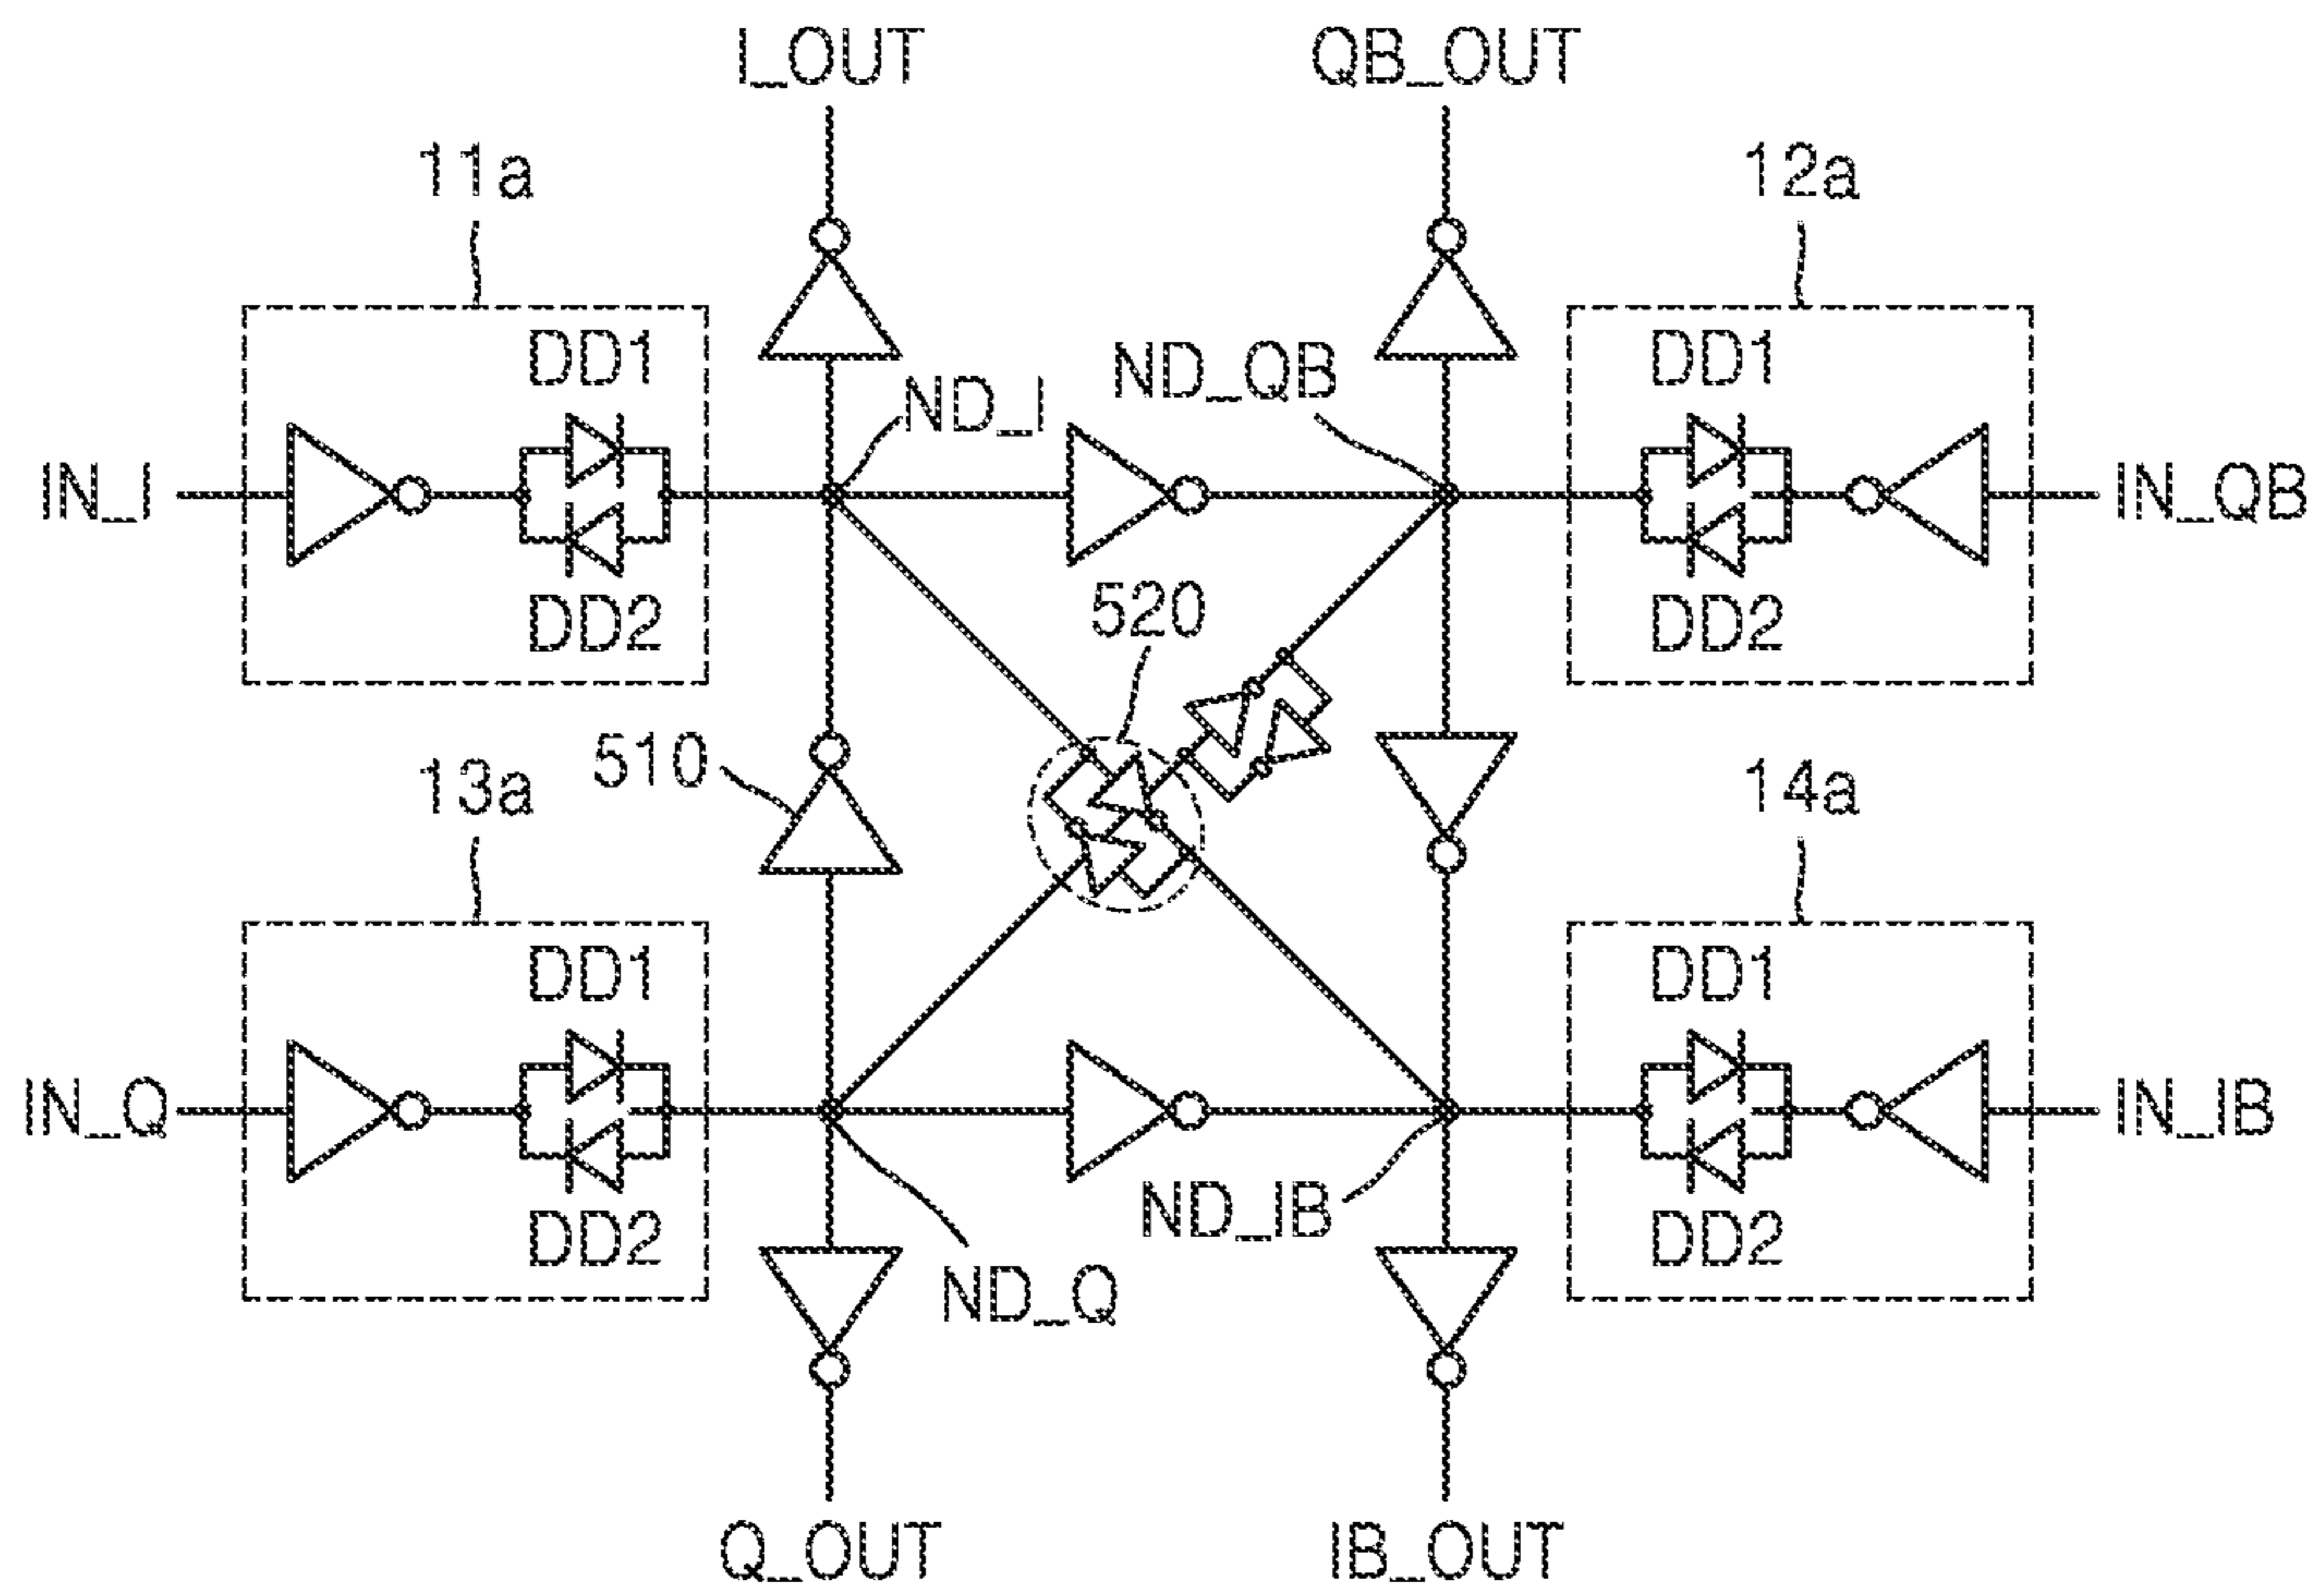 I_OUT QB_OUT
11a 12a
DD1 ND_I ND_QB DD1
IN_I IN_QB
DD2 520 DD2
13a 510 14a
DD1 DD1
IN_Q IN_IB
DD2 ND_Q ND_IB DD2
Q_OUT IB_OUT